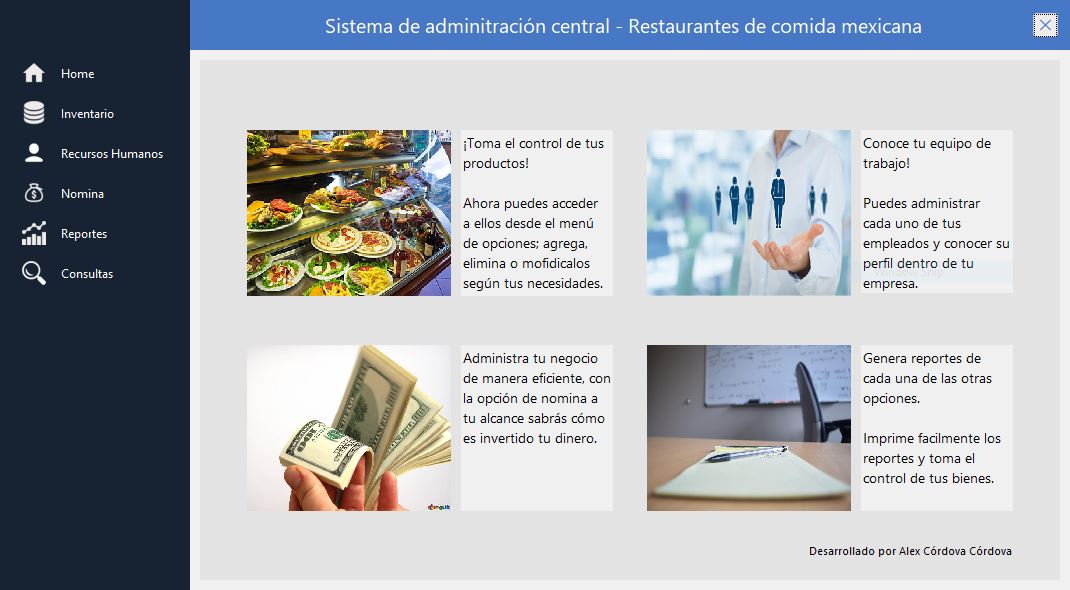 Sistema de adminitración central - Restaurantes de comida mexicana
Home
Inventario
Recursos Humanos
Nomina
Reportes
Consultas
¡Toma el control de tus
productos!
Ahora puedes acceder
a ellos desde el menú
de opciones; agrega,
elimina o mofidicalos
según tus necesidades.
Conoce tu equipo de
trabajo!
Puedes administrar
cada uno de tus
empleados y conocer su
perfil dentro de tu
empresa.
Administra tu negocio
de manera eficiente, con
la opción de nomina a
tu alcance sabrás cómo
es invertido tu dinero.
Genera reportes de
cada una de las otras
opciones.
Imprime facilmente los
reportes y toma el
control de tus bienes.
Desarrollado por Alex Córdova Córdova